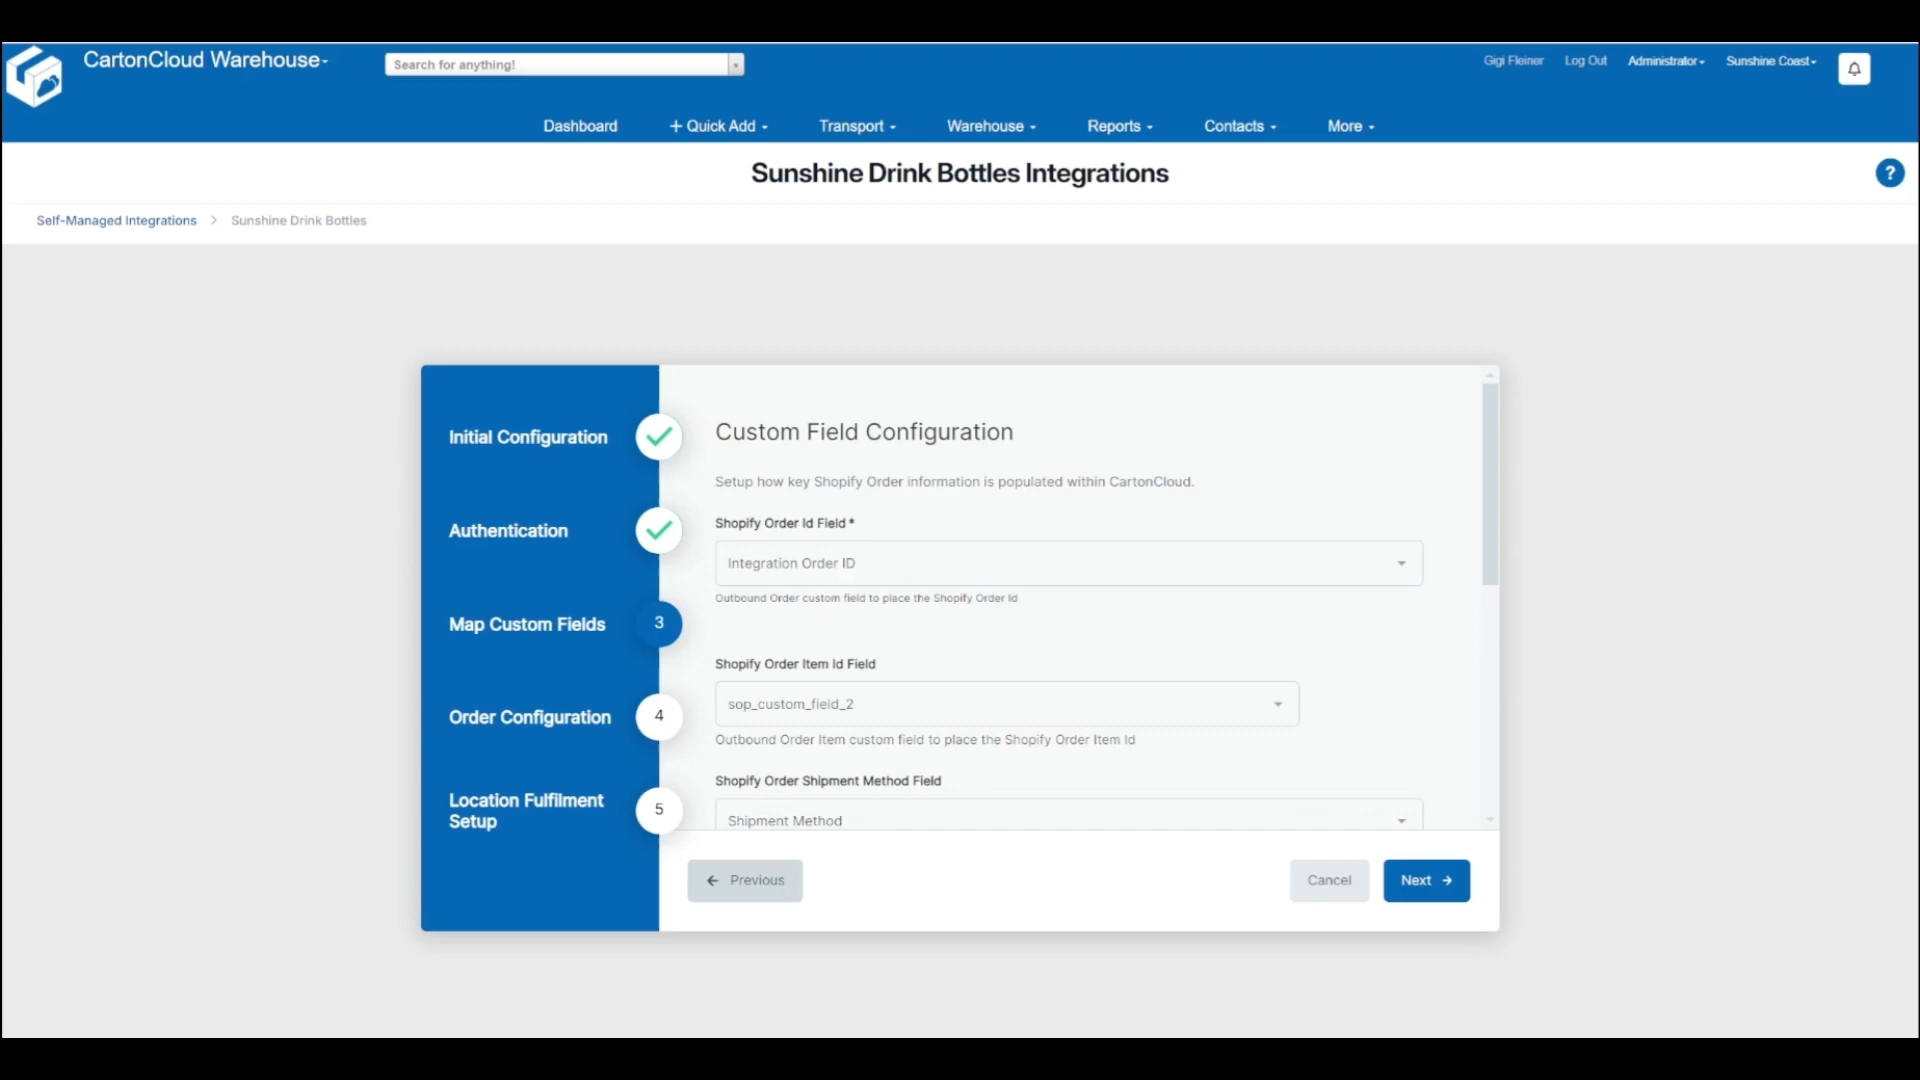 CartonCloud Warehouse
Search for anything!
Gigi Fleiner
Log Out
Administrator
Sunshine Coast
Dashboard
+ Quick Add
Transport
Warehouse
Reports
Contacts
More
Sunshine Drink Bottles Integrations
?
Self-Managed Integrations > Sunshine Drink Bottles
Initial Configuration
Authentication
Map Custom Fields
3
Order Configuration
4
Location Fulfilment
Setup
5
Custom Field Configuration
Setup how key Shopify Order information is populated within CartonCloud.
Shopify Order Id Field *
Integration Order ID
Outbound Order custom field to place the Shopify Order Id
Shopify Order Item Id Field
sop_custom_field_2
Outbound Order Item custom field to place the Shopify Order Item Id
Shopify Order Shipment Method Field
Shipment Method
← Previous
Cancel
Next →